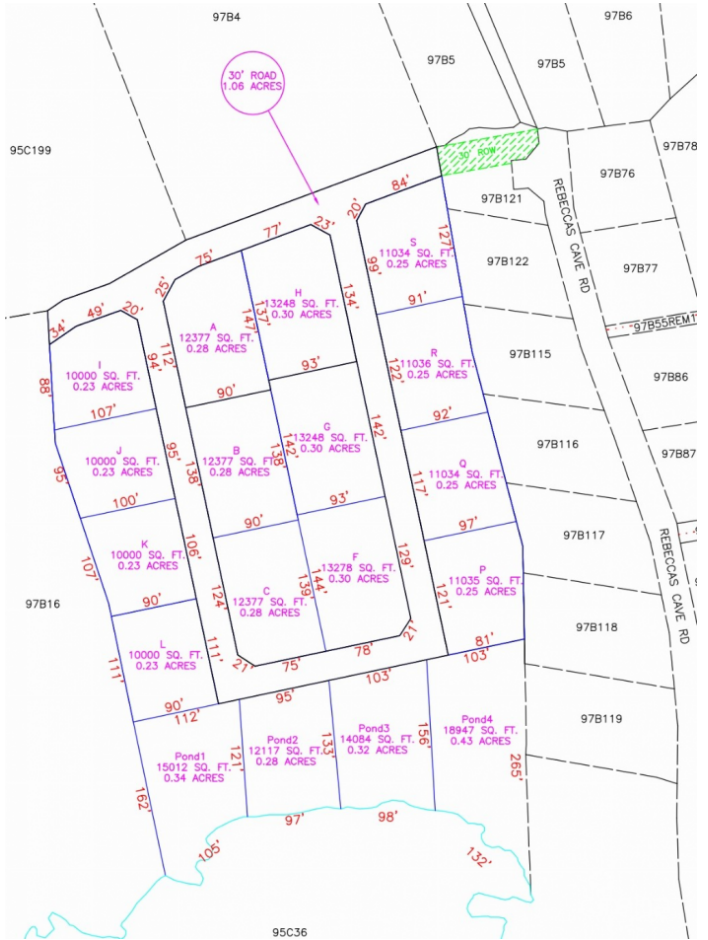 97B4
97B6
97B5
97B5
30' ROAD
1.06 ACRES
95C199
30' ROW
97B78
97B76
97B121
REBECCAS CAVE RD
84'
20'
23'
77'
S
11034 SQ. FT.
0.25 ACRES
127'
75'
99'
97B122
97B77
25'
H
13248 SQ. FT.
0.30 ACRES
134'
137'
147'
A
12377 SQ. FT.
0.28 ACRES
91'
97B55REM1
34'
49'
20'
112'
94'
R
11036 SQ. FT.
0.25 ACRES
97B115
I
10000 SQ. FT.
0.23 ACRES
93'
122'
97B86
88'
90'
107'
92'
G
13248 SQ. FT.
0.30 ACRES
142'
97B116
J
10000 SQ. FT.
0.23 ACRES
95'
B
12377 SQ. FT.
0.28 ACRES
142'
138'
97B87
95'
138'
Q
11034 SQ. FT.
0.25 ACRES
117'
100'
93'
90'
97'
97B117
K
10000 SQ. FT.
0.23 ACRES
106'
F
13278 SQ. FT.
0.30 ACRES
129'
107'
P
11035 SQ. FT.
0.25 ACRES
REBECCAS CAVE RD
C
12377 SQ. FT.
0.28 ACRES
144'
139'
124'
97B16
90'
121'
L
10000 SQ. FT.
0.23 ACRES
21'
97B118
111'
111'
21'
75'
78'
81'
103'
90'
112'
95'
103'
97B119
Pond1
15012 SQ. FT.
0.34 ACRES
121'
Pond2
12117 SQ. FT.
0.28 ACRES
133'
Pond3
14084 SQ. FT.
0.32 ACRES
156'
Pond4
18947 SQ. FT.
0.43 ACRES
265'
162'
97'
98'
105'
132'
95C36